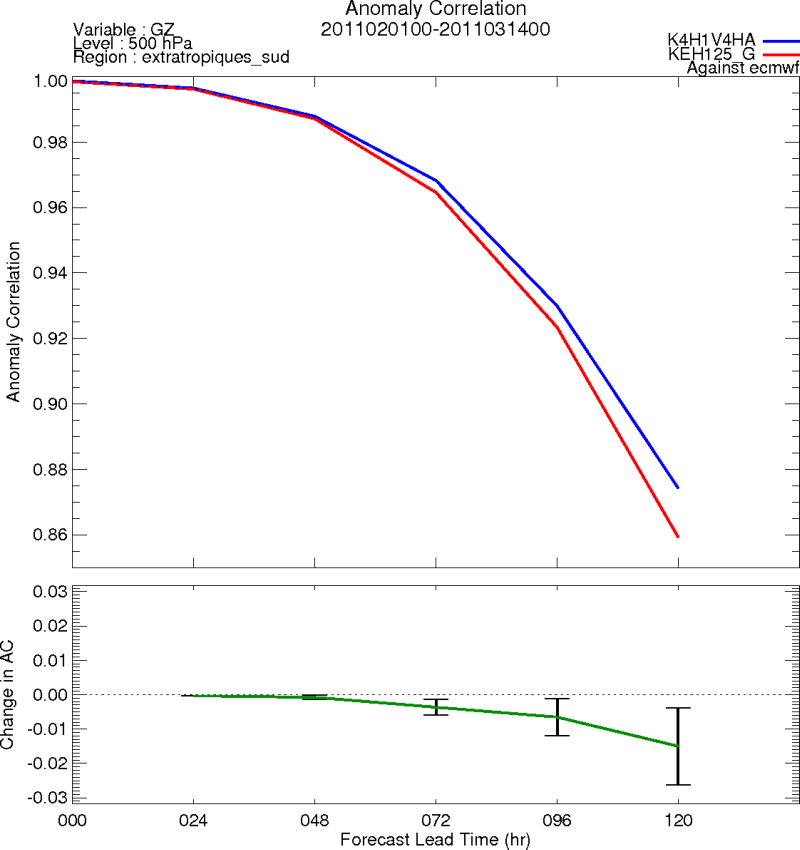 Anomaly Correlation
2011020100-2011031400
Variable : GZ
Level : 500 hPa
Region : extratropiques_sud
K4H1V4HA
KEH125_G
Against ecmwf
1.00
0.98
0.96
0.94
0.92
0.90
0.88
0.86
Anomaly Correlation
0.03
0.02
0.01
0.00
-0.01
-0.02
-0.03
Change in AC
000 024 048 072 096 120
Forecast Lead Time (hr)